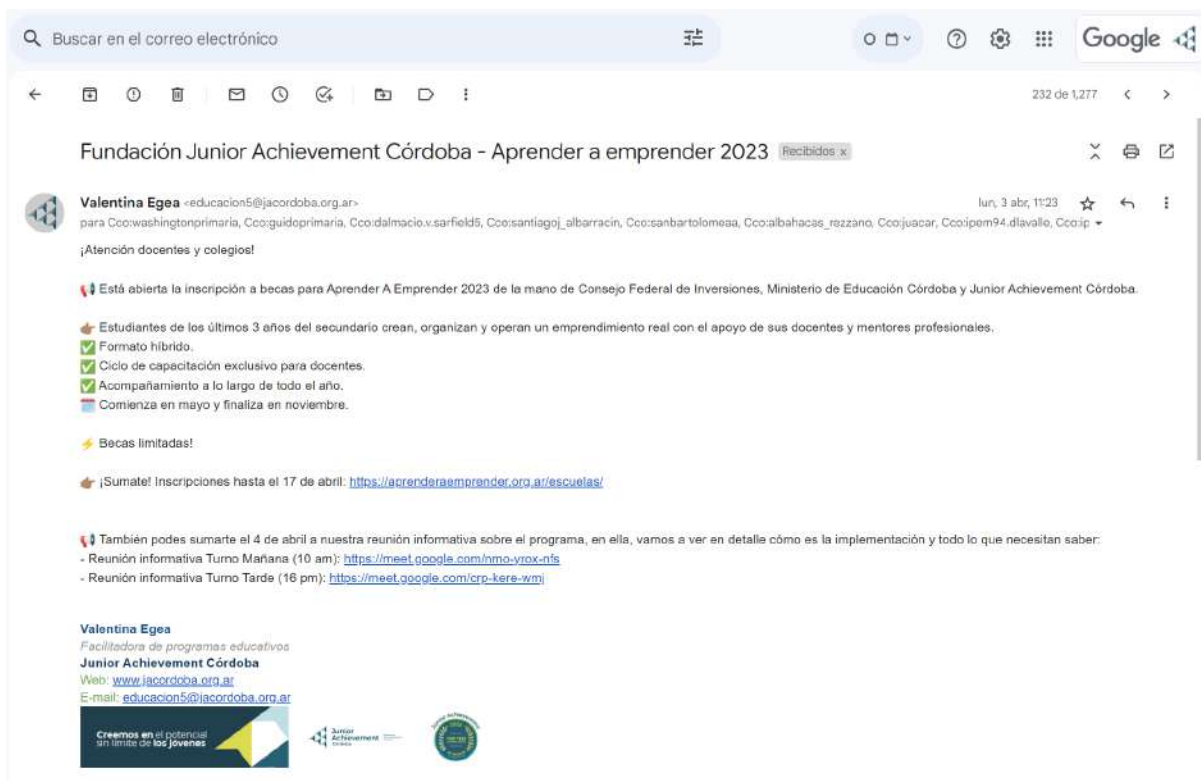 Buscar en el correo electrónico
Google
232 de 1,277
Fundación Junior Achievement Córdoba - Aprender a emprender 2023 Recibidos x
Valentina Egea <educacion5@jacordoba.org.ar>
lun, 3 abr, 11:23
para Cco:washingtonprimaria, Cco:guidoprimaria, Cco:dalmacio.v.sarfield5, Cco:santiagoj_albarracin, Cco:sanbartolomeaa, Cco:albahacas_rezzano, Cco:juacar, Cco:ipem94.dlavalle, Cco:ip
¡Atención docentes y colegios!
Está abierta la inscripción a becas para Aprender A Emprender 2023 de la mano de Consejo Federal de Inversiones, Ministerio de Educación Córdoba y Junior Achievement Córdoba.
Estudiantes de los últimos 3 años del secundario crean, organizan y operan un emprendimiento real con el apoyo de sus docentes y mentores profesionales.
Formato híbrido.
Ciclo de capacitación exclusivo para docentes.
Acompañamiento a lo largo de todo el año.
Comienza en mayo y finaliza en noviembre.
Becas limitadas!
¡Sumate! Inscripciones hasta el 17 de abril: https://aprenderaemprender.org.ar/escuelas/
También podes sumarte el 4 de abril a nuestra reunión informativa sobre el programa, en ella, vamos a ver en detalle cómo es la implementación y todo lo que necesitan saber:
- Reunión informativa Turno Mañana (10 am): https://meet.google.com/nmo-yrox-nfs
- Reunión informativa Turno Tarde (16 pm): https://meet.google.com/crp-kere-wmj
Valentina Egea
Facilitadora de programas educativos
Junior Achievement Córdoba
Web: www.jacordoba.org.ar
E-mail: educacion5@jacordoba.org.ar
Creemos en el potencial
sin límite de los jóvenes
Junior
Achievement
Córdoba